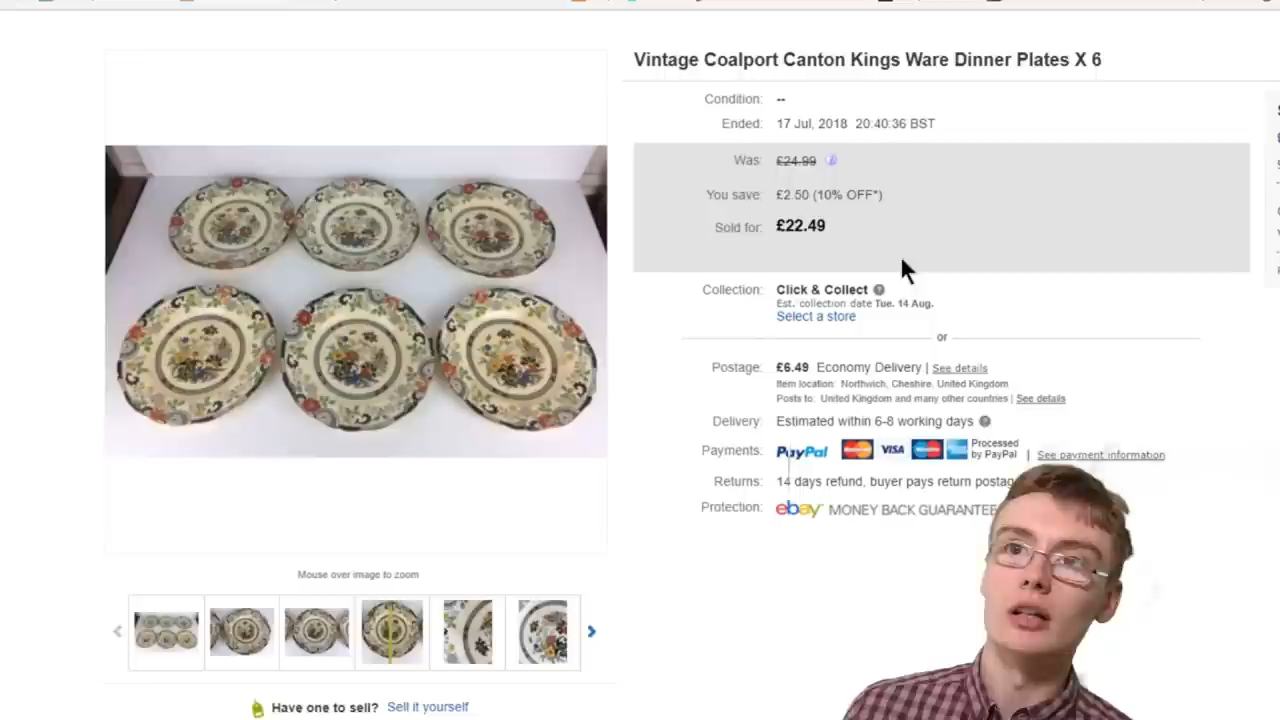 Vintage Coalport Canton Kings Ware Dinner Plates X 6
Condition: --
Ended: 17 Jul, 2018 20:40:36 BST
Was: £24.99
You save: £2.50 (10% OFF*)
Sold for: £22.49
Collection: Click & Collect
Est. collection date Tue. 14 Aug.
Select a store
or
Postage: £6.49 Economy Delivery | See details
Item location: Northwich, Cheshire, United Kingdom
Posts to: United Kingdom and many other countries | See details
Delivery: Estimated within 6-8 working days
Payments: PayPal VISA Processed by PayPal | See payment information
Returns: 14 days refund, buyer pays return postag
Protection: ebay MONEY BACK GUARANTEE
Mouse over image to zoom
Have one to sell? Sell it yourself